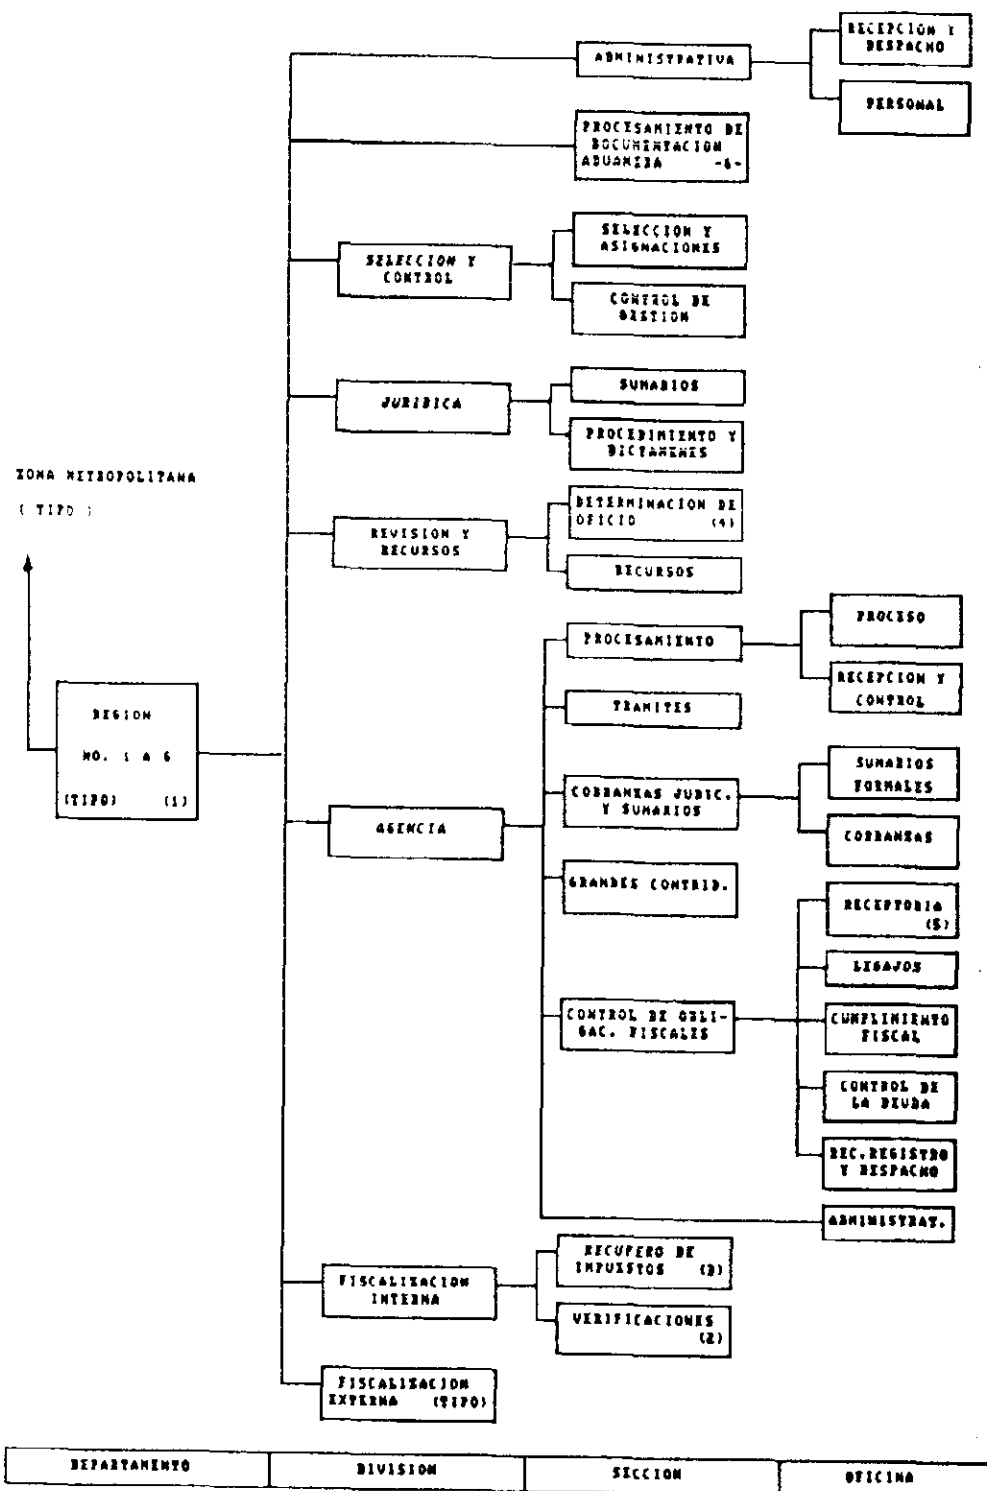 RECEPCION Y
DESPACHO
ADMINISTRATIVA
PERSONAL
PROCESAMIENTO DE
DOCUMENTACION
ADUANERA -6-
SELECCION Y
ASIGNACIONES
SELECCION Y
CONTROL
CONTROL DE
GESTION
SUMARIOS
JURIDICA
PROCEDIMIENTO Y
DICTAMENES
ZONA METROPOLITANA
( TIPO )
DETERMINACION DE
OFICIO (4)
REVISION Y
RECURSOS
RECURSOS
PROCESO
PROCESAMIENTO
RECEPCION Y
CONTROL
TRAMITES
REGION
NO. 1 A 6
(TIPO) (1)
SUMARIOS
FORMALES
COBRANZAS JUDIC.
Y SUMARIOS
COBRANZAS
AGENCIA
GRANDES CONTRIB.
RECEPTORIA
(5)
LEGAJOS
CONTROL DE OBLI-
GAC. FISCALES
CUMPLIMIENTO
FISCAL
CONTROL DE
LA DEUDA
REC.REGISTRO
Y DESPACHO
ADMINISTRAT.
RECUPERO DE
IMPUESTOS (3)
FISCALIZACION
INTERNA
VERIFICACIONES
(2)
FISCALIZACION
EXTERNA (TIPO)
DEPARTAMENTO DIVISION SECCION OFICINA